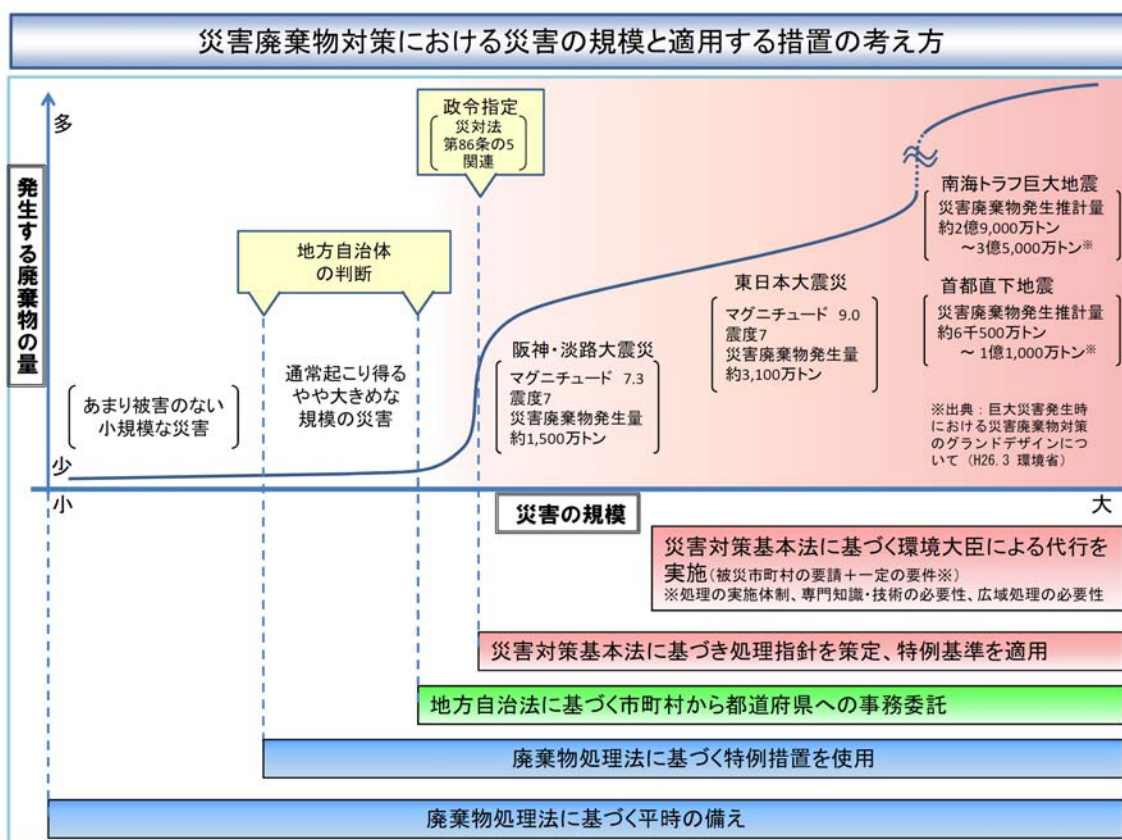 災害廃棄物対策における災害の規模と適用する措置の考え方
多
政令指定
災対法
第86条の5
関連
発生する廃棄物の量
地方自治体
の判断
南海トラフ巨大地震
災害廃棄物発生推計量
約2億9,000万トン
～3億5,000万トン※
東日本大震災
マグニチュード 9.0
震度7
災害廃棄物発生量
約3,100万トン
首都直下地震
災害廃棄物発生推計量
約6千500万トン
～ 1億1,000万トン※
阪神・淡路大震災
マグニチュード 7.3
震度7
災害廃棄物発生量
約1,500万トン
通常起こり得る
やや大きめな
規模の災害
あまり被害のない
小規模な災害
※出典：巨大災害発生時
における災害廃棄物対策
のグランドデザインにつ
いて（H26.3 環境省）
少
小
災害の規模
大
災害対策基本法に基づく環境大臣による代行を
実施(被災市町村の要請＋一定の要件※)
※処理の実施体制、専門知識・技術の必要性、広域処理の必要性
災害対策基本法に基づき処理指針を策定、特例基準を適用
地方自治法に基づく市町村から都道府県への事務委託
廃棄物処理法に基づく特例措置を使用
廃棄物処理法に基づく平時の備え